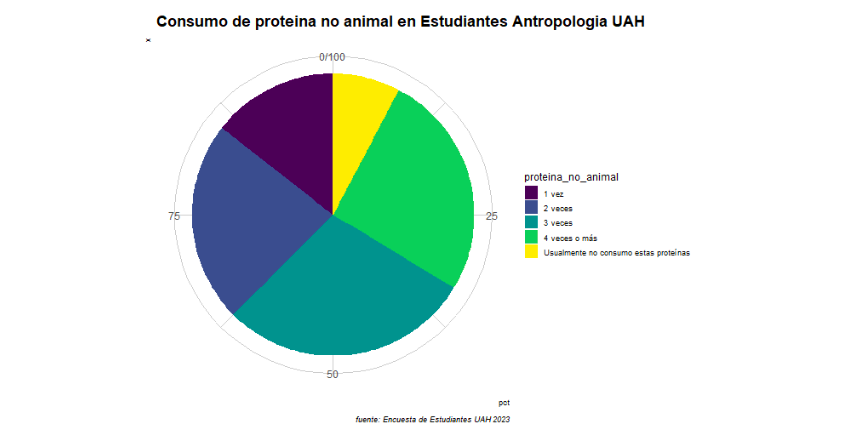 Consumo de proteina no animal en Estudiantes Antropologia UAH
x
0/100
75
25
50
proteina_no_animal
1 vez
2 veces
3 veces
4 veces o más
Usualmente no consumo estas proteínas
pct
fuente: Encuesta de Estudiantes UAH 2023